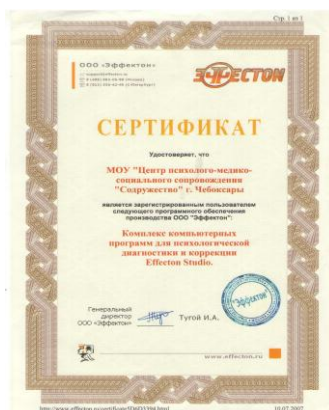 Стр. 1 из 1
ООО «Эффектон»
ЭФФЕСТОN
СЕРТИФИКАТ
Удостоверяет, что
МОУ "Центр психолого-медико-
социального сопровождения
"Содружество" г. Чебоксары
является зарегистрированным пользователем
следующего программного обеспечения
производства ООО "Эффектон":
Комплекс компьютерных
программ для психологической
диагностики и коррекции
Effecton Studio.
Генеральный
директор
ООО «Эффектон»
Тугой И.А.
ЭФФЕКТОН
www.effecton.ru
10.07.2007